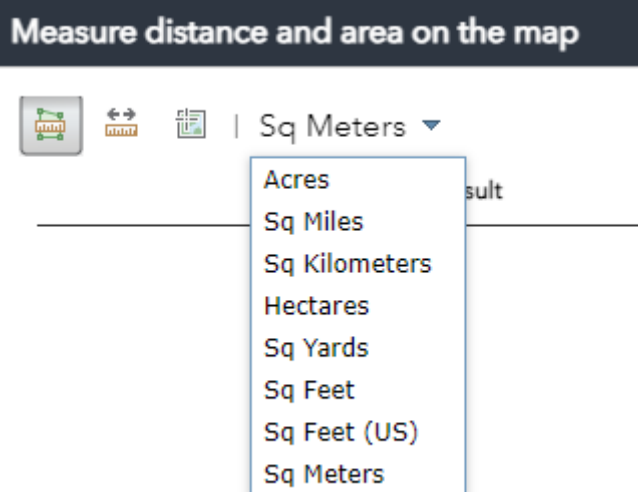 Measure distance and area on the map
| Sq Meters
Acres
sult
Sq Miles
Sq Kilometers
Hectares
Sq Yards
Sq Feet
Sq Feet (US)
Sq Meters